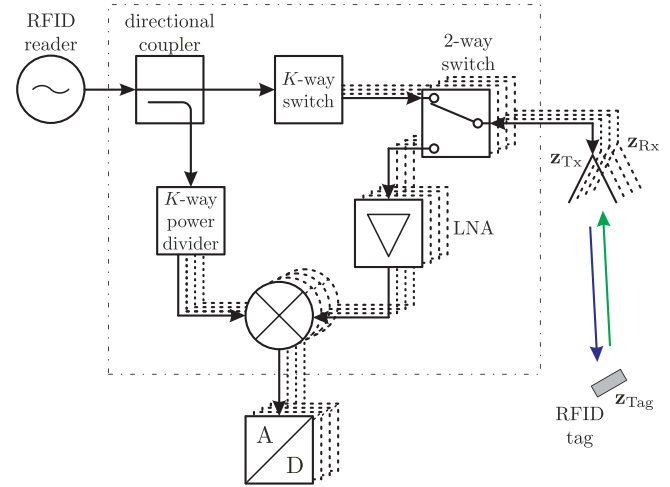 RFID
reader
directional
coupler
K-way
switch
2-way
switch
z_Tx
z_Rx
K-way
power
divider
LNA
A
D
RFID
tag
z_Tag